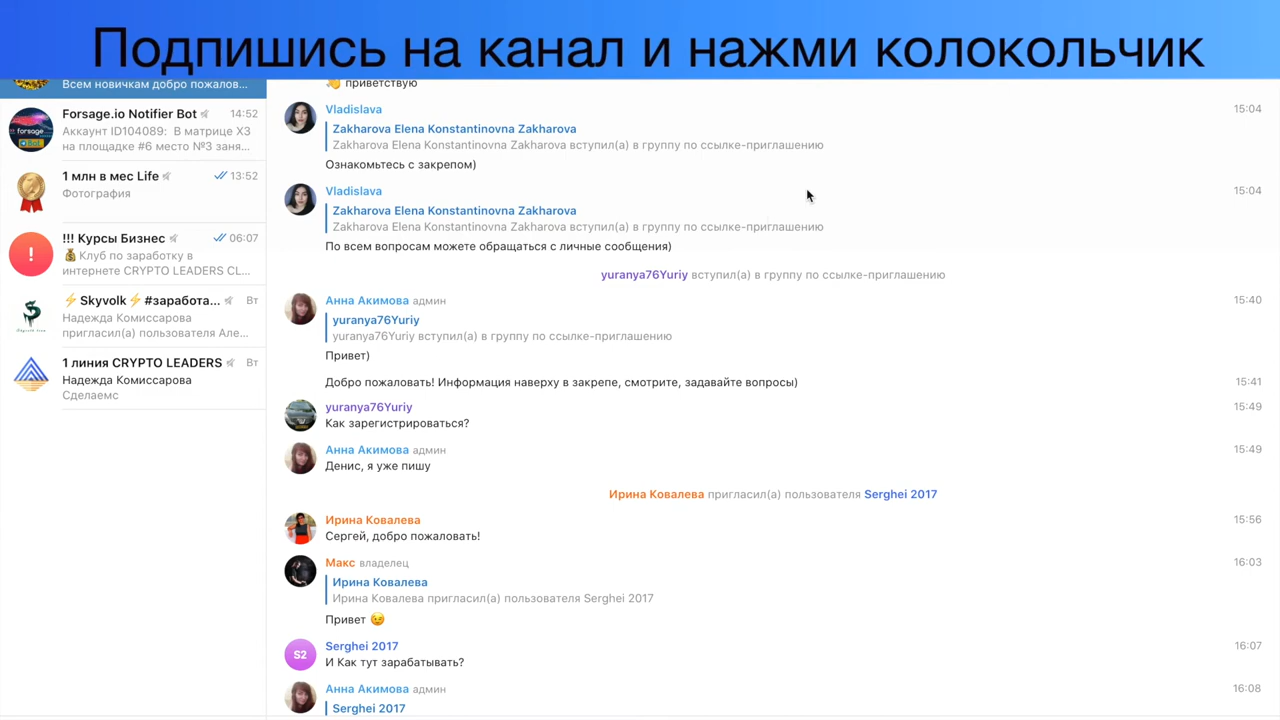 Подпишись на канал и нажми колокольчик
Всем новичкам добро пожалов...
Forsage.io Notifier Bot 14:52
Аккаунт ID104089: В матрице X3
на площадке #6 место №3 заня...
1 млн в мес Life 13:52
Фотография
!!! Курсы Бизнес 06:07
💰Клуб по заработку в
интернете CRYPTO LEADERS CL...
⚡Skyvolk⚡#заработа... Вт
Надежда Комиссарова
пригласил(а) пользователя Але...
1 линия CRYPTO LEADERS Вт
Надежда Комиссарова
Сделаемс
👋 приветствую
Vladislava 15:04
Zakharova Elena Konstantinovna Zakharova
Zakharova Elena Konstantinovna Zakharova вступил(а) в группу по ссылке-приглашению
Ознакомьтесь с закрепом)
Vladislava 15:04
Zakharova Elena Konstantinovna Zakharova
Zakharova Elena Konstantinovna Zakharova вступил(а) в группу по ссылке-приглашению
По всем вопросам можете обращаться с личные сообщения)
yuranya76Yuriy вступил(а) в группу по ссылке-приглашению
Анна Акимова админ 15:40
yuranya76Yuriy
yuranya76Yuriy вступил(а) в группу по ссылке-приглашению
Привет)
Добро пожаловать! Информация наверху в закрепе, смотрите, задавайте вопросы) 15:41
yuranya76Yuriy 15:49
Как зарегистрироваться?
Анна Акимова админ 15:49
Денис, я уже пишу
Ирина Ковалева пригласил(а) пользователя Serghei 2017
Ирина Ковалева 15:56
Сергей, добро пожаловать!
Макс владелец 16:03
Ирина Ковалева
Ирина Ковалева пригласил(а) пользователя Serghei 2017
Привет 😉
S2 Serghei 2017 16:07
И Как тут зарабатывать?
Анна Акимова админ 16:08
Serghei 2017